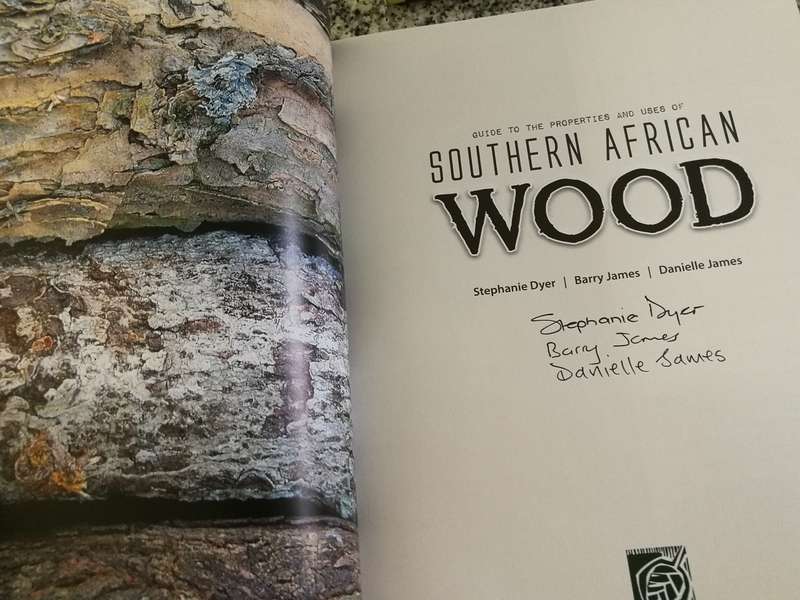 GUIDE TO THE PROPERTIES AND USES OF
SOUTHERN AFRICAN
WOOD
Stephanie Dyer | Barry James | Danielle James
Stephanie Dyer
Barry James
Danielle James